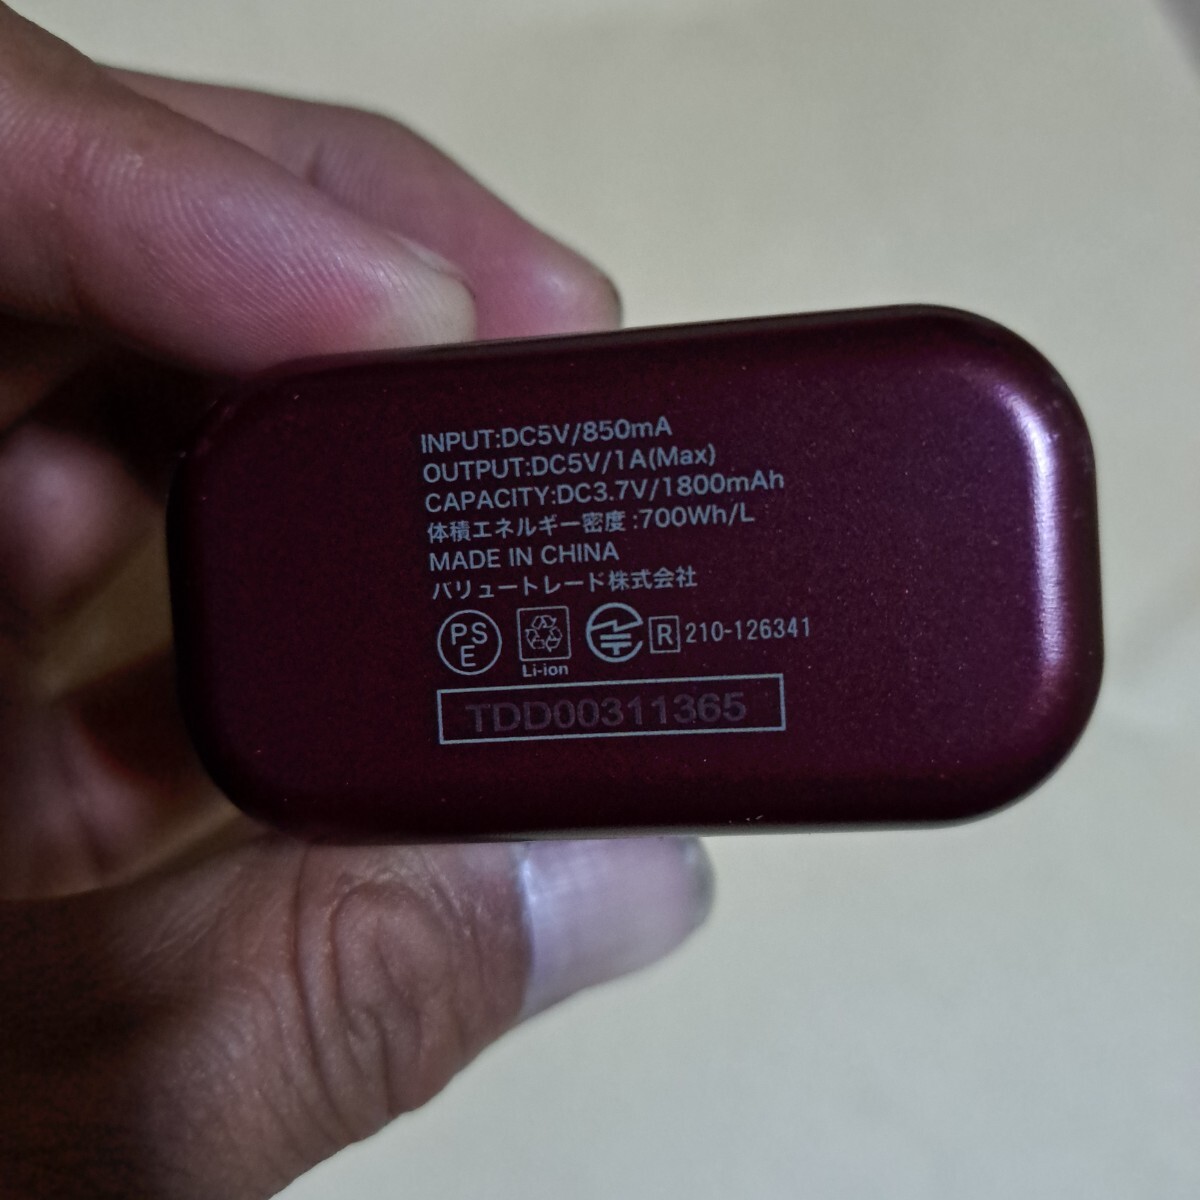 INPUT:DC5V/850mA
OUTPUT:DC5V/1A(Max)
CAPACITY:DC3.7V/1800mAh
体積エネルギー密度:700Wh/L
MADE IN CHINA
バリュートレード株式会社
PSE Li-ion R 210-126341
TDD00311365